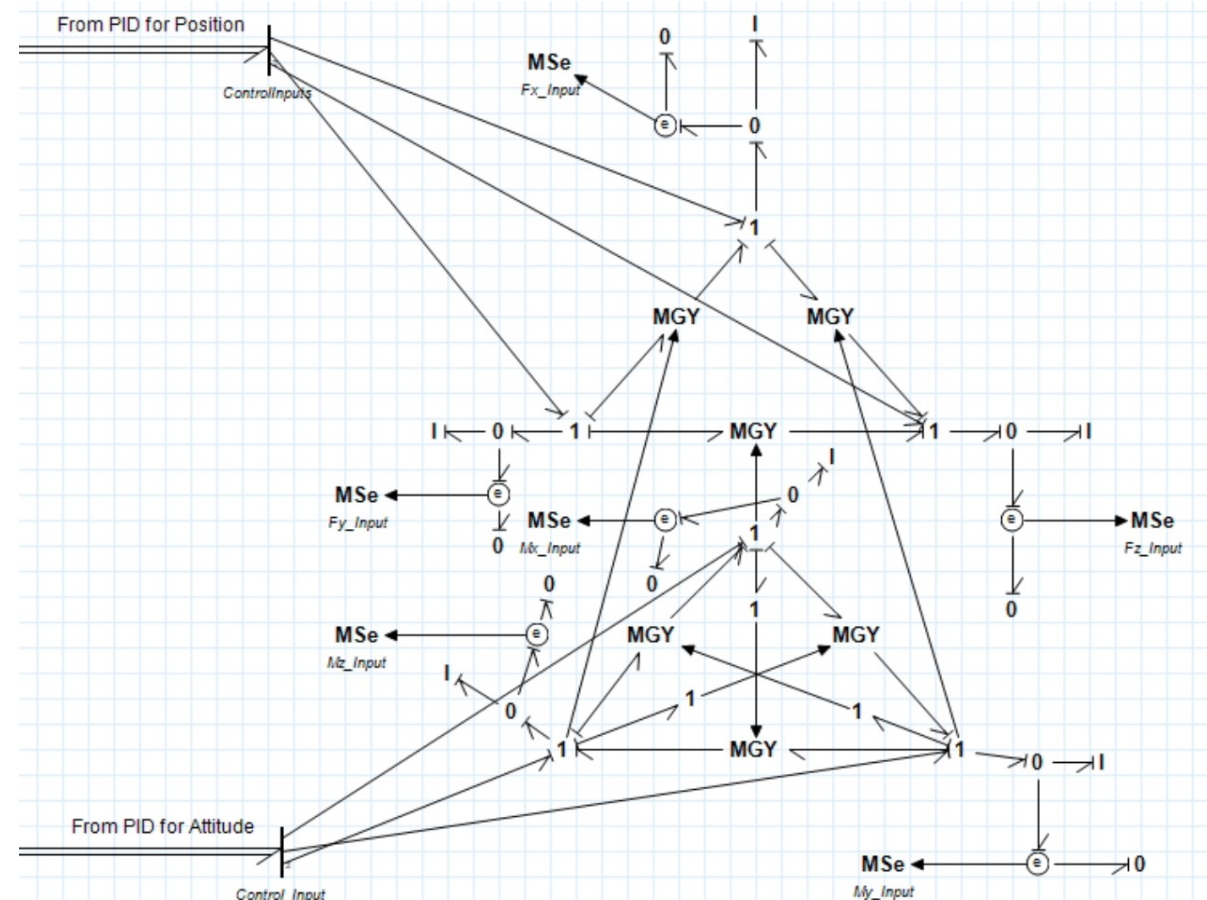 From PID for Position
I
0
MSe
ControlInputs
Fx_Input
e
0
1
MGY
MGY
I
0
1
MGY
1
0
I
I
MSe
e
0
Fy_Input
MSe
e
1
e
MSe
0
Mx_Input
Fz_Input
0
0
1
0
MSe
e
MGY
MGY
Mz_Input
I
1
0
1
1
MGY
1
0
I
From PID for Attitude
MSe
e
0
Control_Input
My_Input